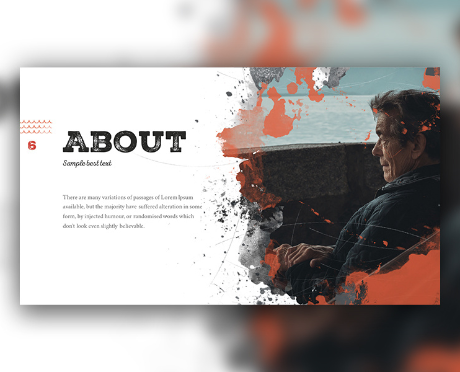 6
ABOUT
Sample best text
There are many variations of passages of Lorem Ipsum
available, but the majority have suffered alteration in some
form, by injected humour, or randomised words which
don't look even slightly believable.